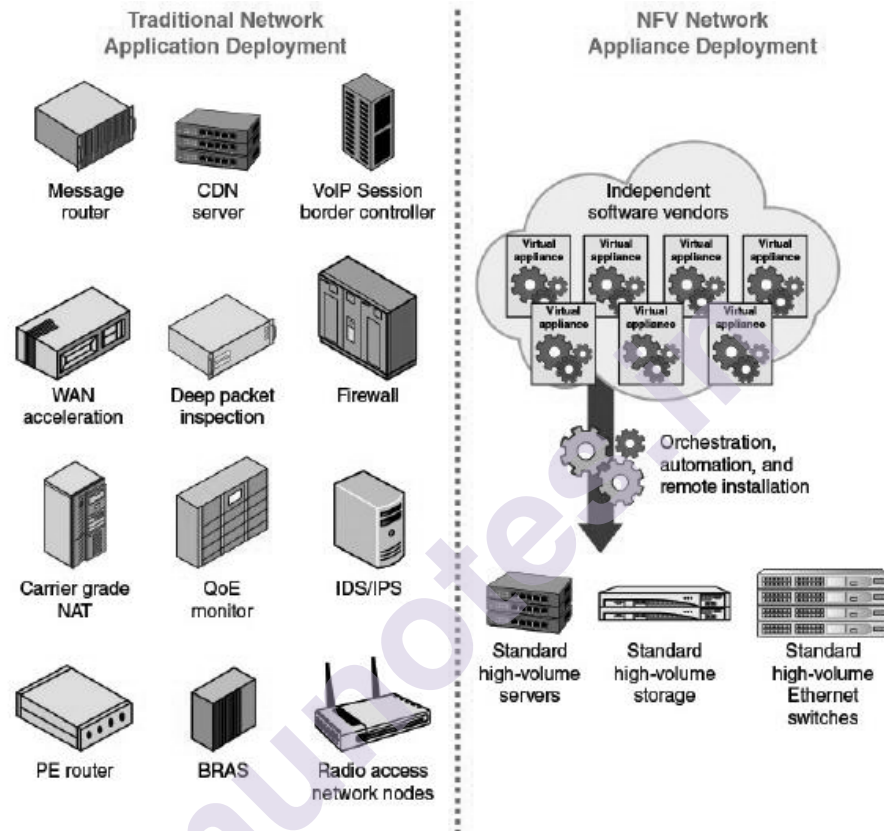 Traditional Network
Application Deployment
Message
router
CDN
server
VoIP Session
border controller
WAN
acceleration
Deep packet
inspection
Firewall
Carrier grade
NAT
QoE
monitor
IDS/IPS
PE router
BRAS
Radio access
network nodes
NFV Network
Appliance Deployment
Independent
software vendors
Virtual
appliance
Virtual
appliance
Virtual
appliance
Virtual
appliance
Virtual
appliance
Virtual
appliance
Virtual
appliance
Orchestration,
automation, and
remote installation
Standard
high-volume
servers
Standard
high-volume
storage
Standard
high-volume
Ethernet
switches
munotes.in